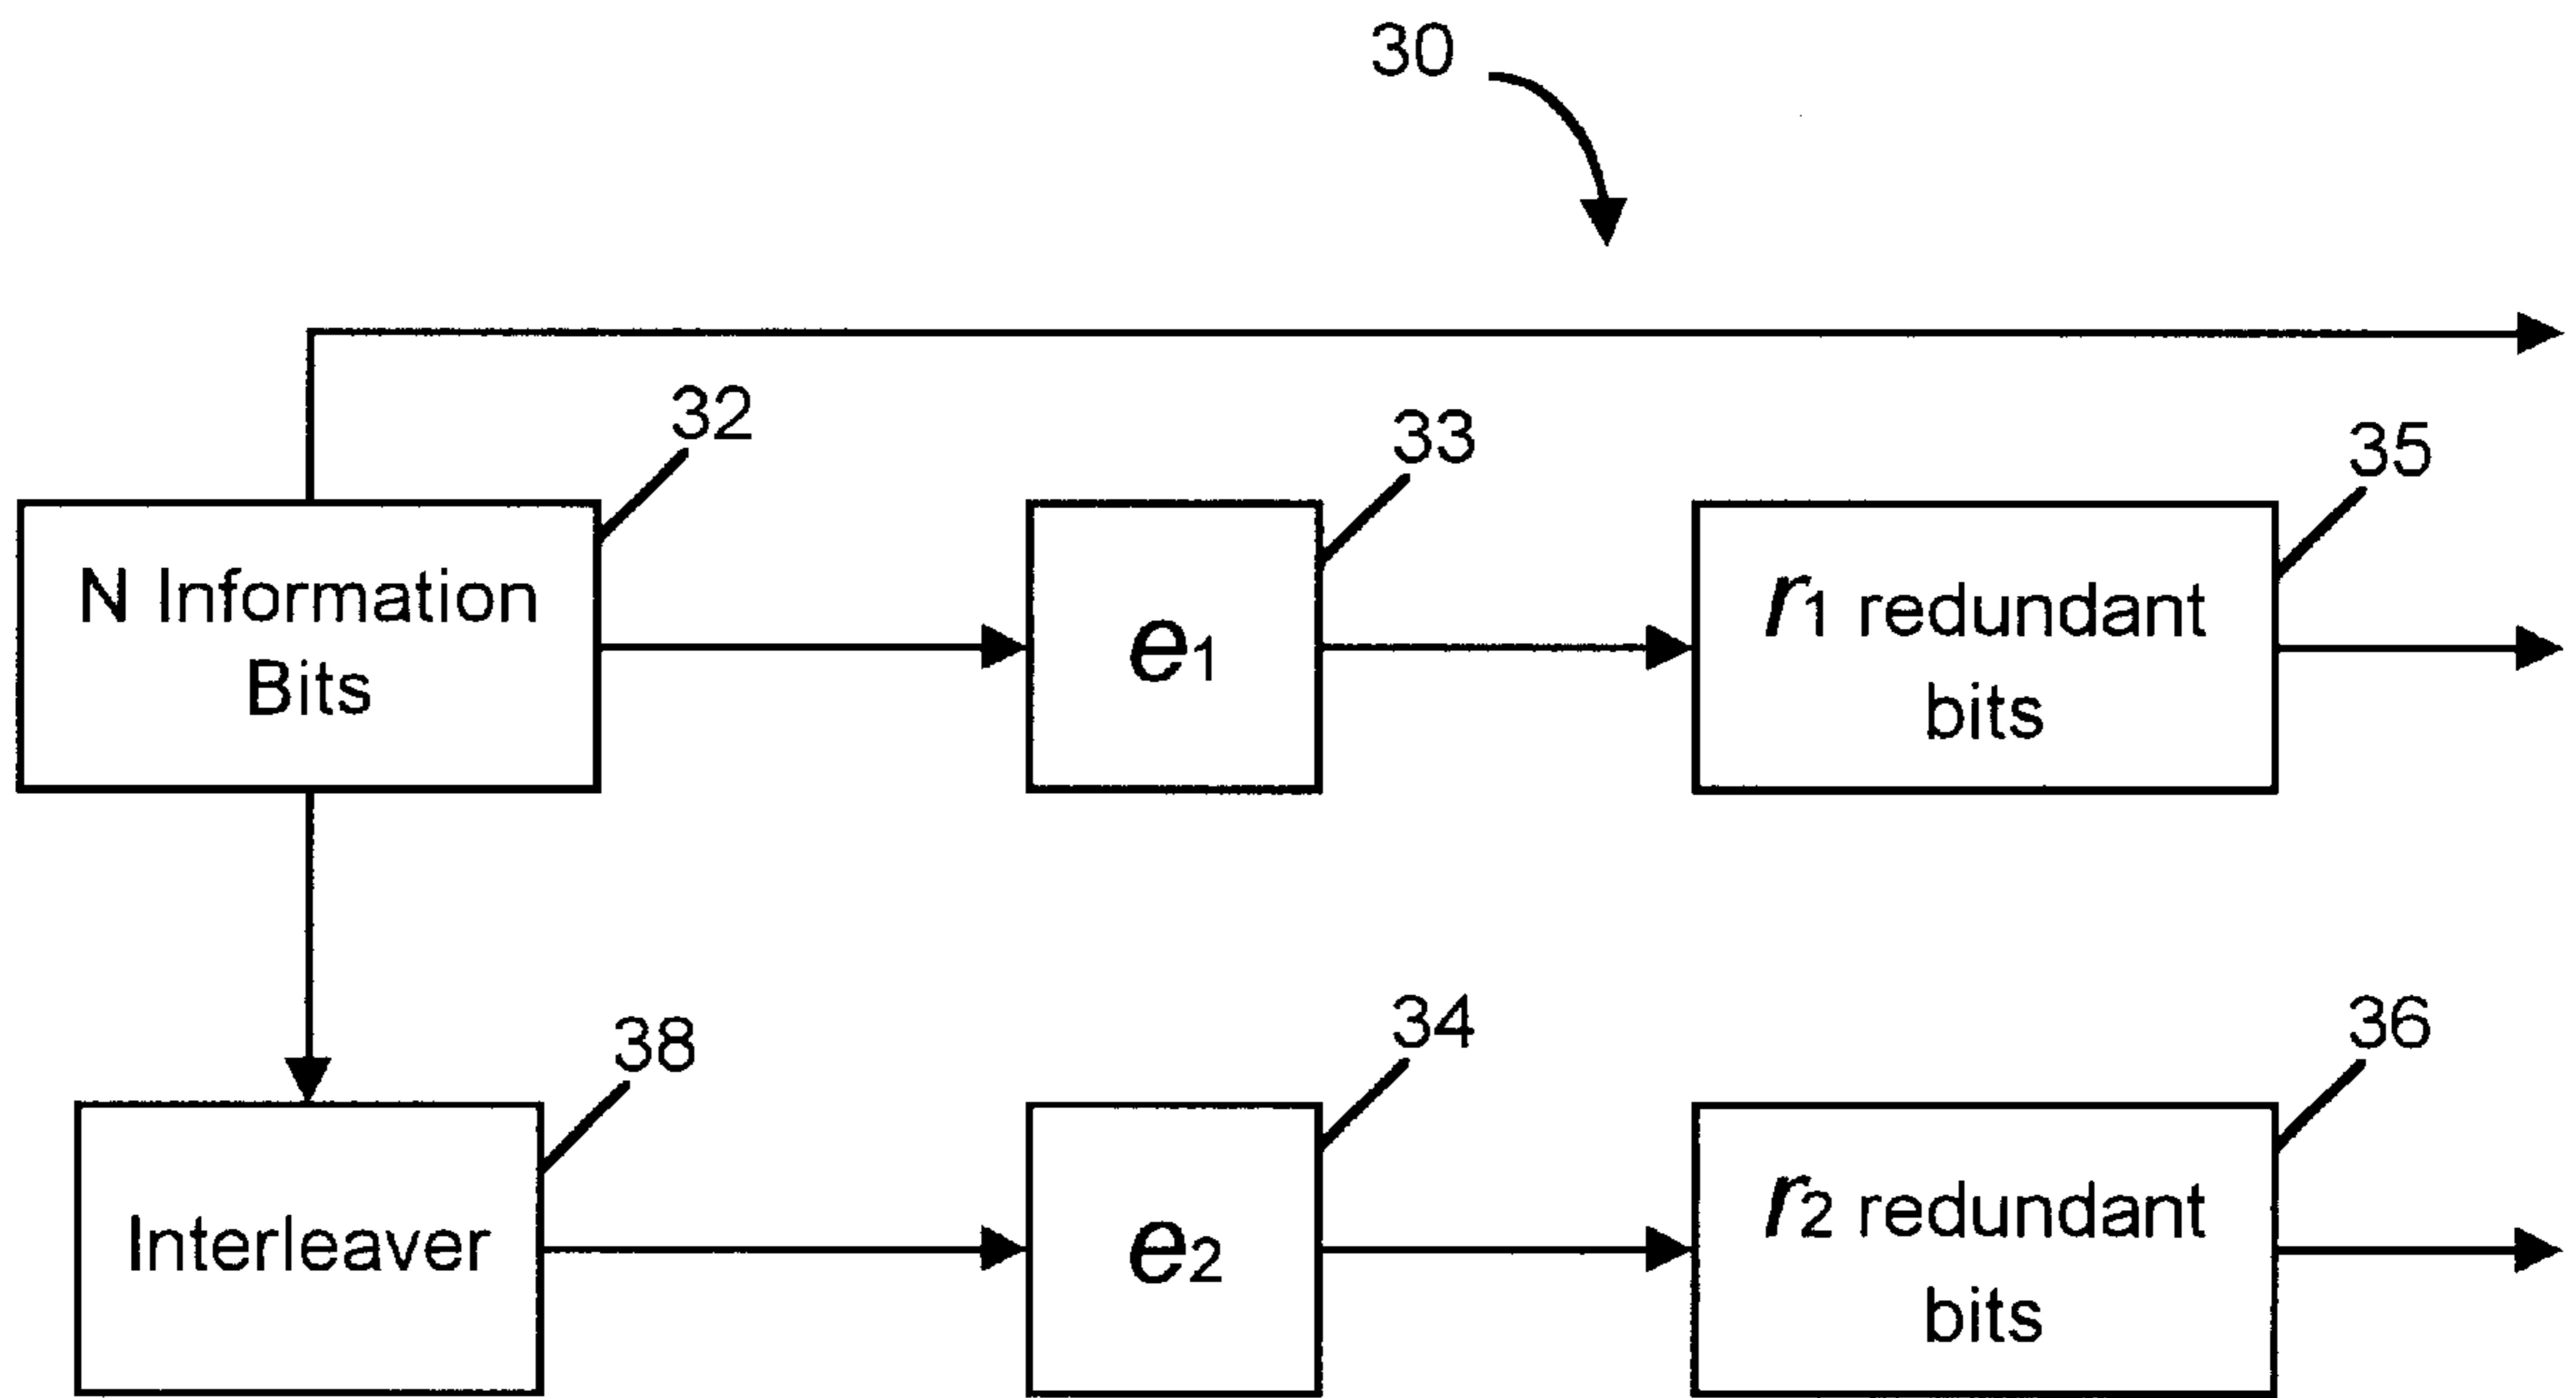 30
32
33
35
N Information
Bits
e1
r1 redundant
bits
38
34
36
Interleaver
e2
r2 redundant
bits